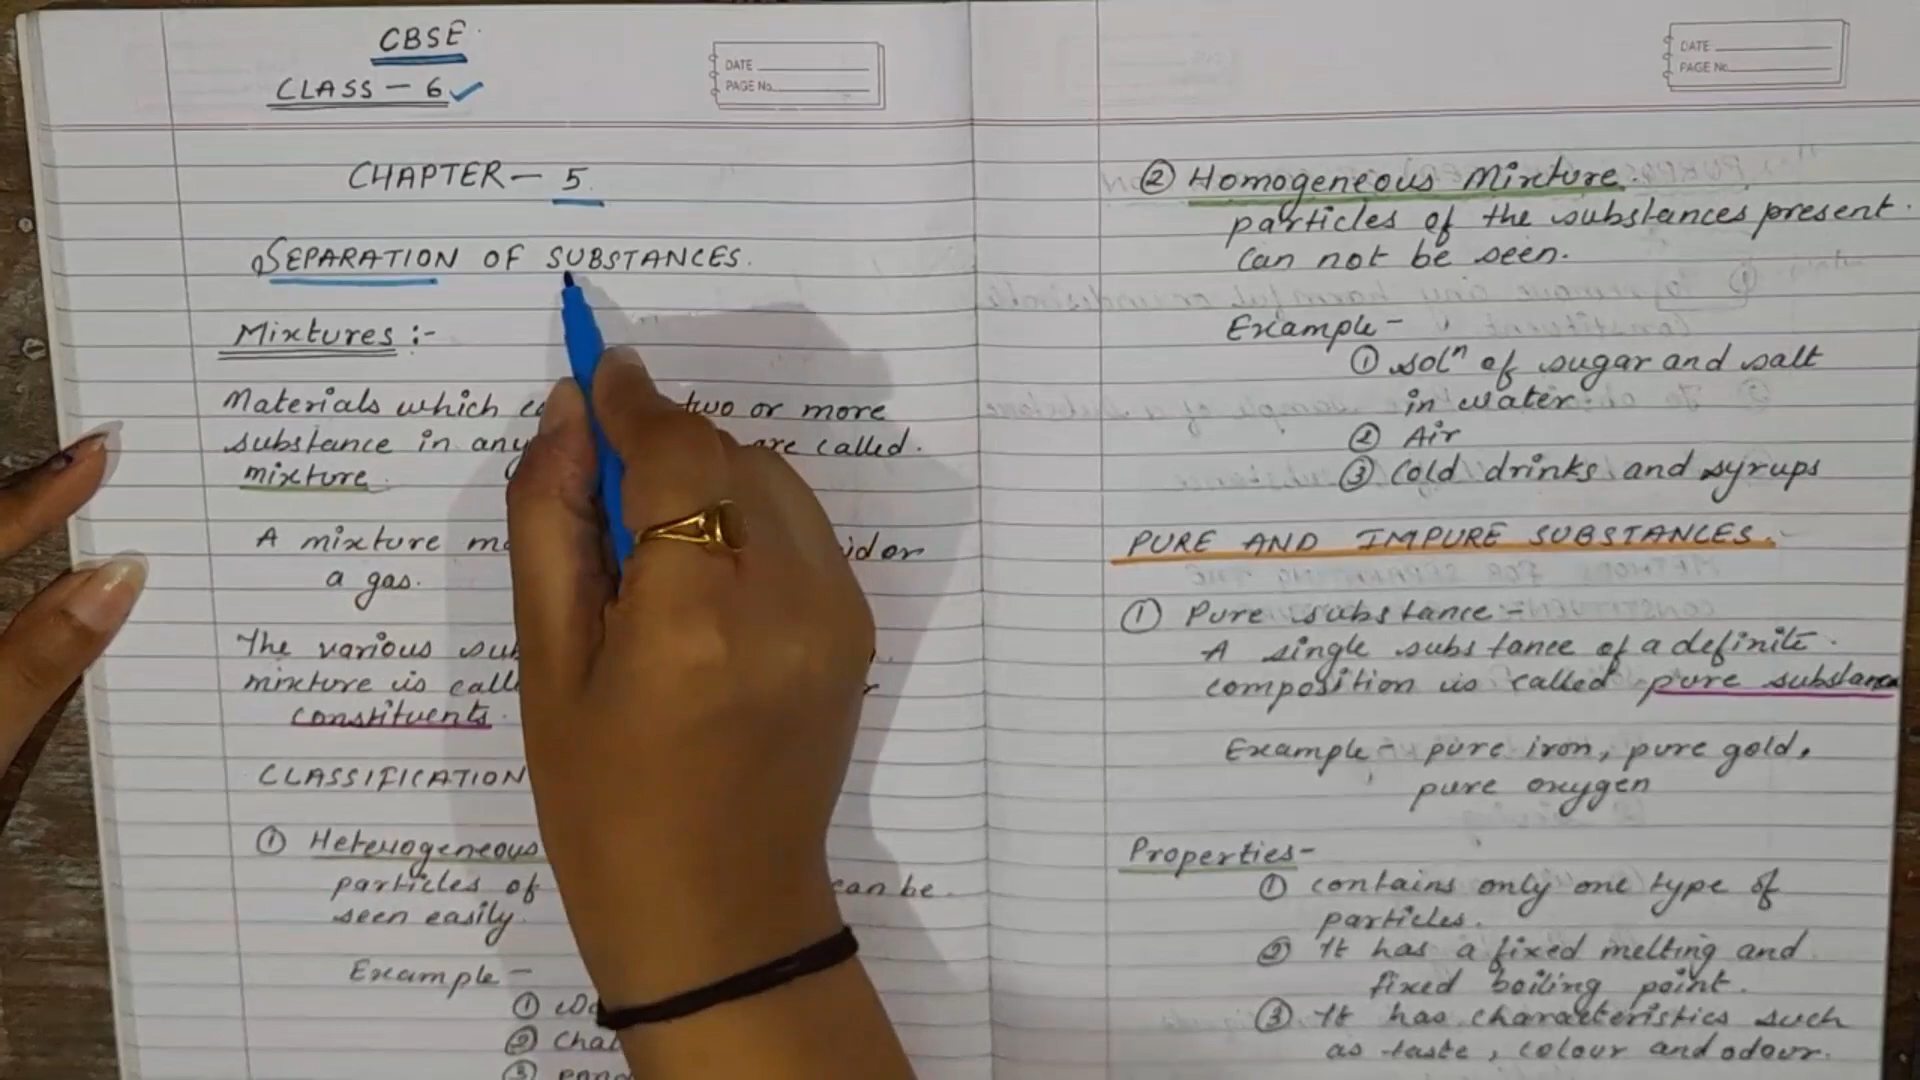 CBSE
CLASS - 6
DATE
PAGE No.
CHAPTER - 5
SEPARATION OF SUBSTANCES.
Mixtures :-
Materials which two or more
substance in any are called.
mixture.
A mixture or
a gas.
The various
mixture is
constituents.
CLASSIFICATION
① Heterogeneous
particles of can be.
seen easily.
Example -
①
②
③
DATE
PAGE No.
② Homogeneous Mixture.
particles of the substances present.
can not be seen.
Example -
① solⁿ of sugar and salt
in water.
② Air
③ cold drinks and syrups
PURE AND IMPURE SUBSTANCES.-
① Pure substance -
A single substance of a definite.
composition is called pure substance
Example - pure iron, pure gold,
pure oxygen
Properties-
① contains only one type of
particles.
② It has a fixed melting and
fixed boiling point.
③ It has characteristics such
as taste, colour and odour.